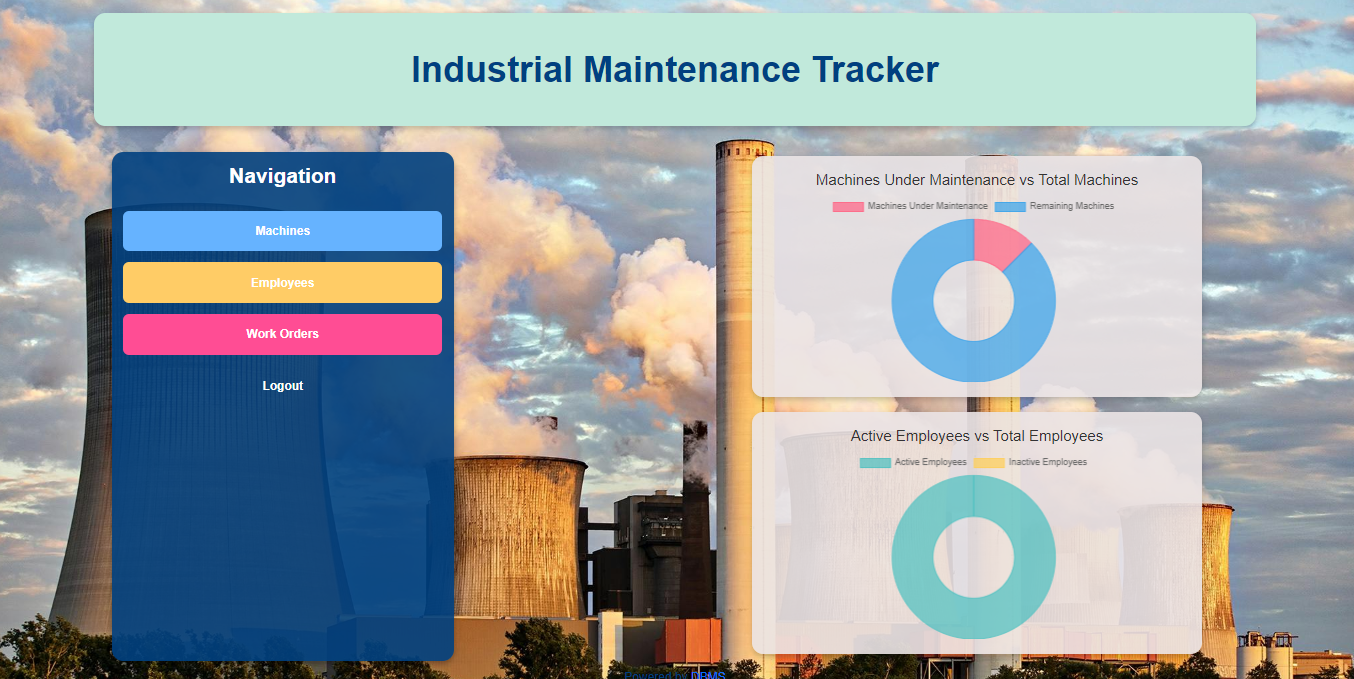 Industrial Maintenance Tracker
Navigation
Machines
Employees
Work Orders
Logout
Machines Under Maintenance vs Total Machines
Machines Under Maintenance
Remaining Machines
Active Employees vs Total Employees
Active Employees
Inactive Employees
Powered by DBMS